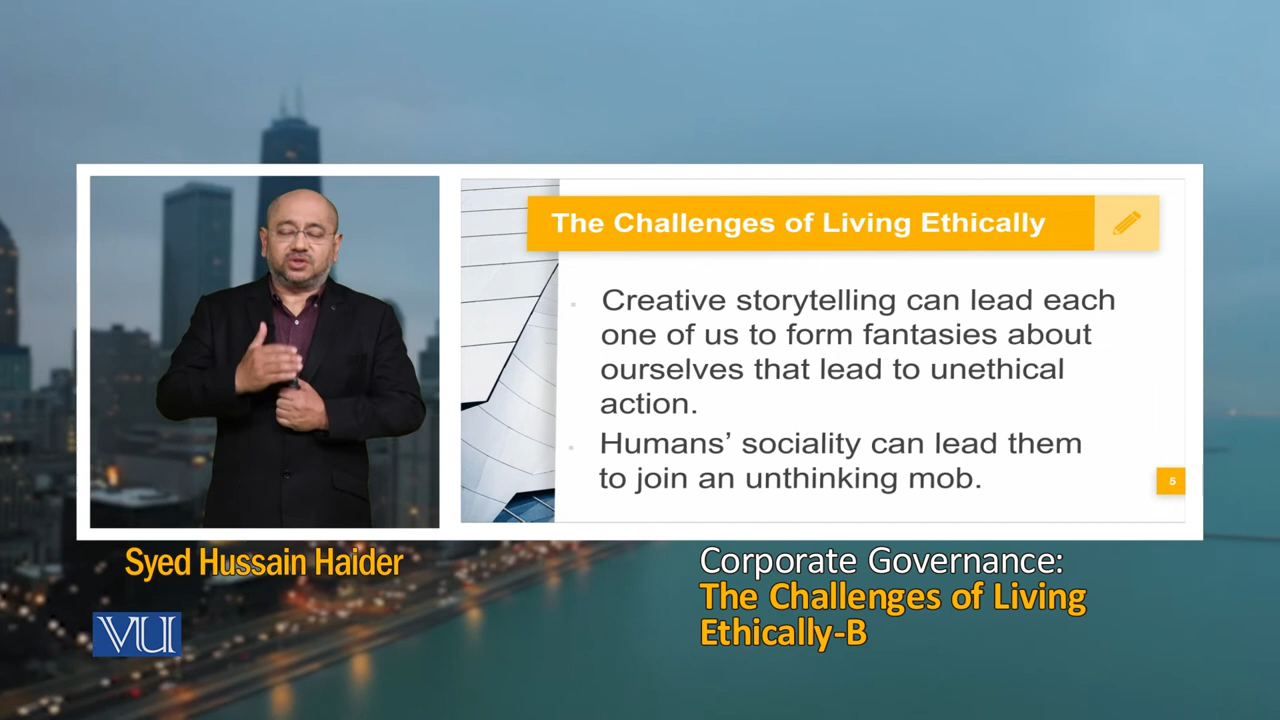 The Challenges of Living Ethically
Creative storytelling can lead each
one of us to form fantasies about
ourselves that lead to unethical
action.
Humans’ sociality can lead them
to join an unthinking mob.
5
Syed Hussain Haider
VU
Corporate Governance:
The Challenges of Living
Ethically-B